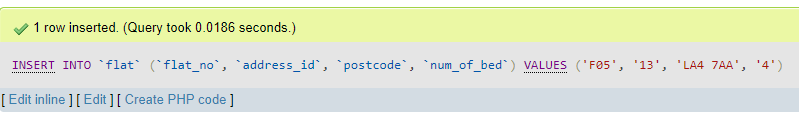 1 row inserted. (Query took 0.0186 seconds.)
INSERT INTO `flat` (`flat_no`, `address_id`, `postcode`, `num_of_bed`) VALUES ('F05', '13', 'LA4 7AA', '4')
[ Edit inline ] [ Edit ] [ Create PHP code ]